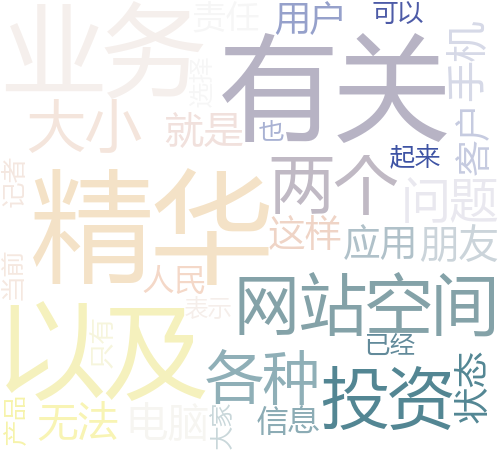 责任
用户
可以
业务
有关
手机
选择
大小
就是
也
客户
起来
记者
两个
问题
精华
这样
应用
朋友
当前
人民
网站空间
表示
以及
只有
已经
各种
状态
投资
产品
无法
电脑
大家
信息